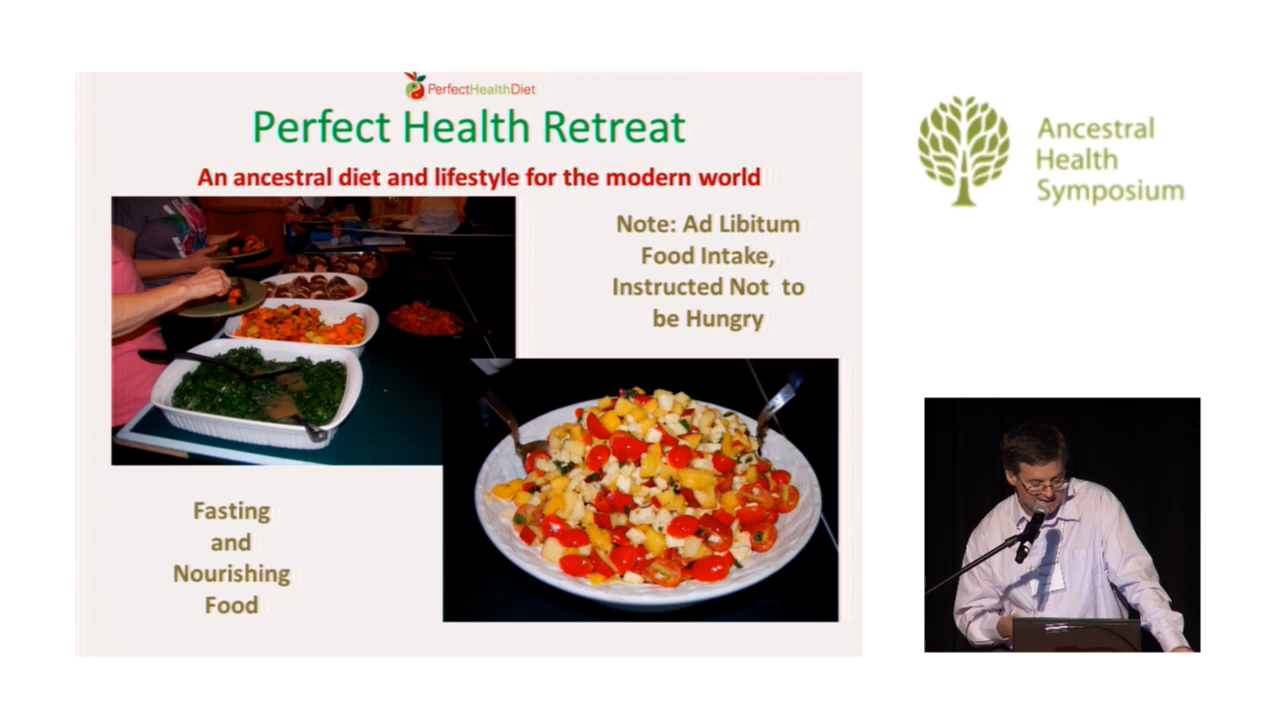 PerfectHealthDiet
Perfect Health Retreat
An ancestral diet and lifestyle for the modern world
Note: Ad Libitum
Food Intake,
Instructed Not to
be Hungry
Fasting
and
Nourishing
Food
Ancestral
Health
Symposium